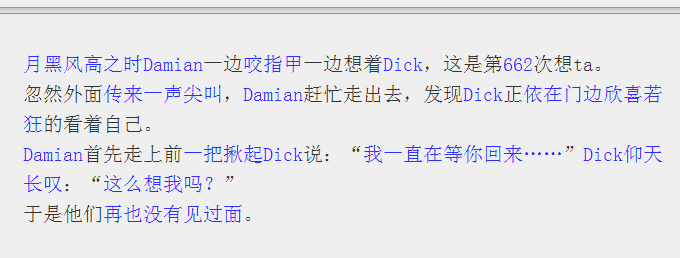 月黑风高之时Damian一边咬指甲一边想着Dick，这是第662次想ta。
忽然外面传来一声尖叫，Damian赶忙走出去，发现Dick正依在门边欣喜若
狂的看着自己。
Damian首先走上前一把揪起Dick说：“我一直在等你回来……”Dick仰天
长叹：“这么想我吗？”
于是他们再也没有见过面。